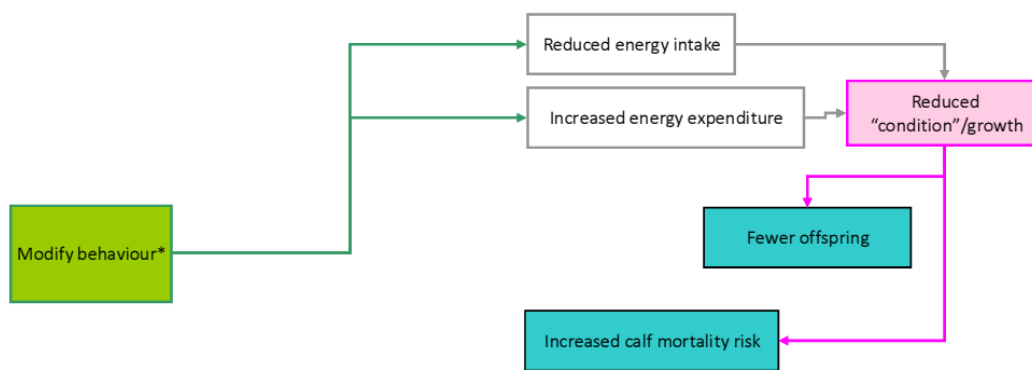 Reduced energy intake
Increased energy expenditure
Reduced
“condition”/growth
Fewer offspring
Modify behaviour*
Increased calf mortality risk